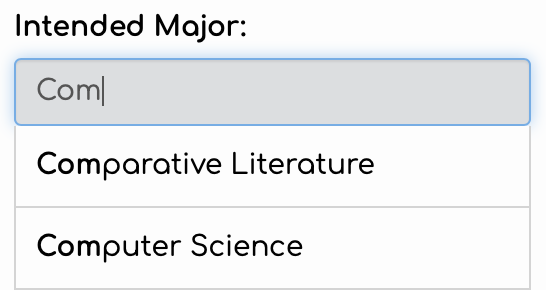 Intended Major:
Com
Comparative Literature
Computer Science